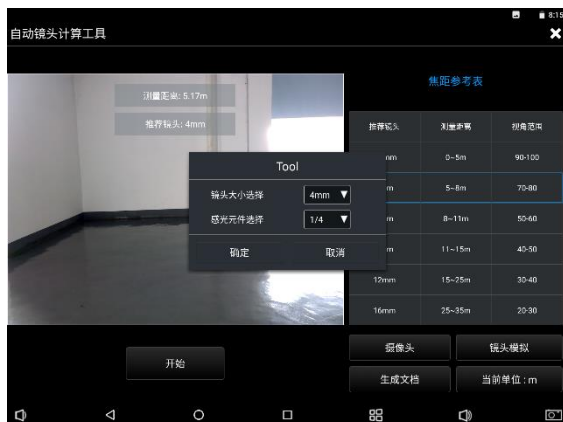 8:15
自动镜头计算工具
测量距离: 5.17m
推荐镜头: 4mm
焦距参考表
推荐镜头 测量距离 视角范围
mm 0~5m 90-100
m 5~8m 70-80
m 8~11m 50-60
m 11~15m 40-50
12mm 15~25m 30-40
16mm 25~35m 20-30
Tool
镜头大小选择 4mm
感光元件选择 1/4
确定 取消
开始
摄像头 镜头模拟
生成文档 当前单位 : m